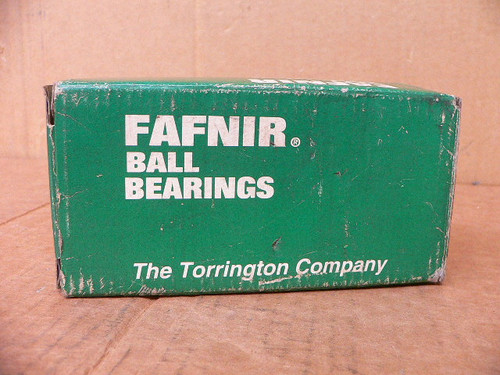 FAFNIR®
BALL
BEARINGS
The Torrington Company